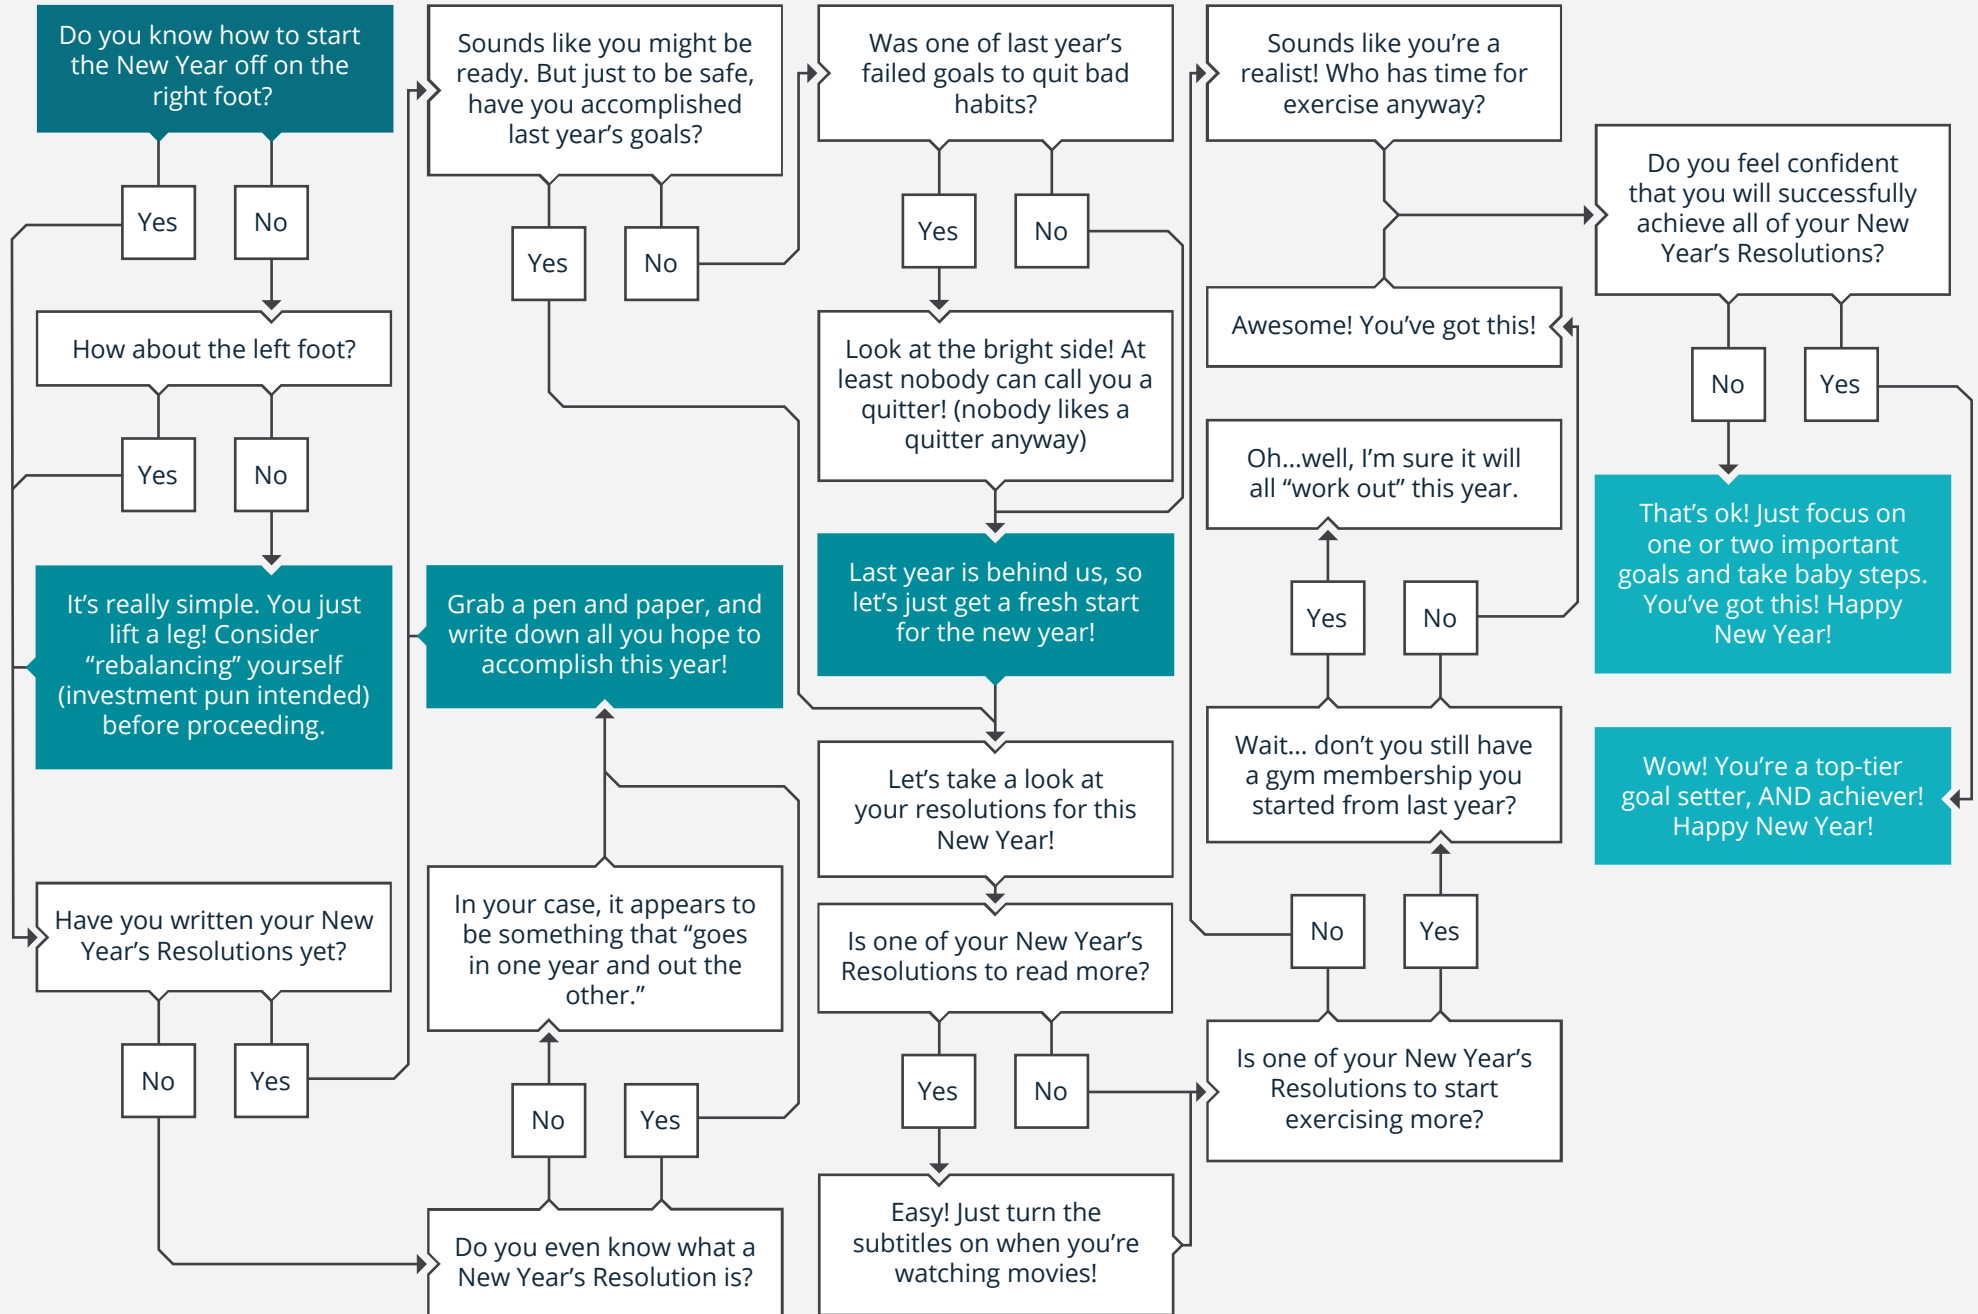 Do you know how to start
the New Year off on the
right foot?
Yes
No
How about the left foot?
Yes
No
It's really simple. You just
lift a leg! Consider
“rebalancing” yourself
(investment pun intended)
before proceeding.
Have you written your New
Year’s Resolutions yet?
No
Yes
Sounds like you might be
ready. But just to be safe,
have you accomplished
last year’s goals?
Yes
No
Grab a pen and paper, and
write down all you hope to
accomplish this year!
In your case, it appears to
be something that “goes
in one year and out the
other.”
No
Yes
Do you even know what a
New Year’s Resolution is?
Was one of last year’s
failed goals to quit bad
habits?
Yes
No
Look at the bright side! At
least nobody can call you a
quitter! (nobody likes a
quitter anyway)
Last year is behind us, so
let’s just get a fresh start
for the new year!
Let’s take a look at
your resolutions for this
New Year!
Is one of your New Year’s
Resolutions to read more?
Yes
No
Easy! Just turn the
subtitles on when you’re
watching movies!
Sounds like you’re a
realist! Who has time for
exercise anyway?
Awesome! You’ve got this!
Oh...well, I’m sure it will
all “work out” this year.
Yes
No
Wait... don’t you still have
a gym membership you
started from last year?
No
Yes
Is one of your New Year’s
Resolutions to start
exercising more?
Do you feel confident
that you will successfully
achieve all of your New
Year’s Resolutions?
No
Yes
That’s ok! Just focus on
one or two important
goals and take baby steps.
You’ve got this! Happy
New Year!
Wow! You’re a top-tier
goal setter, AND achiever!
Happy New Year!